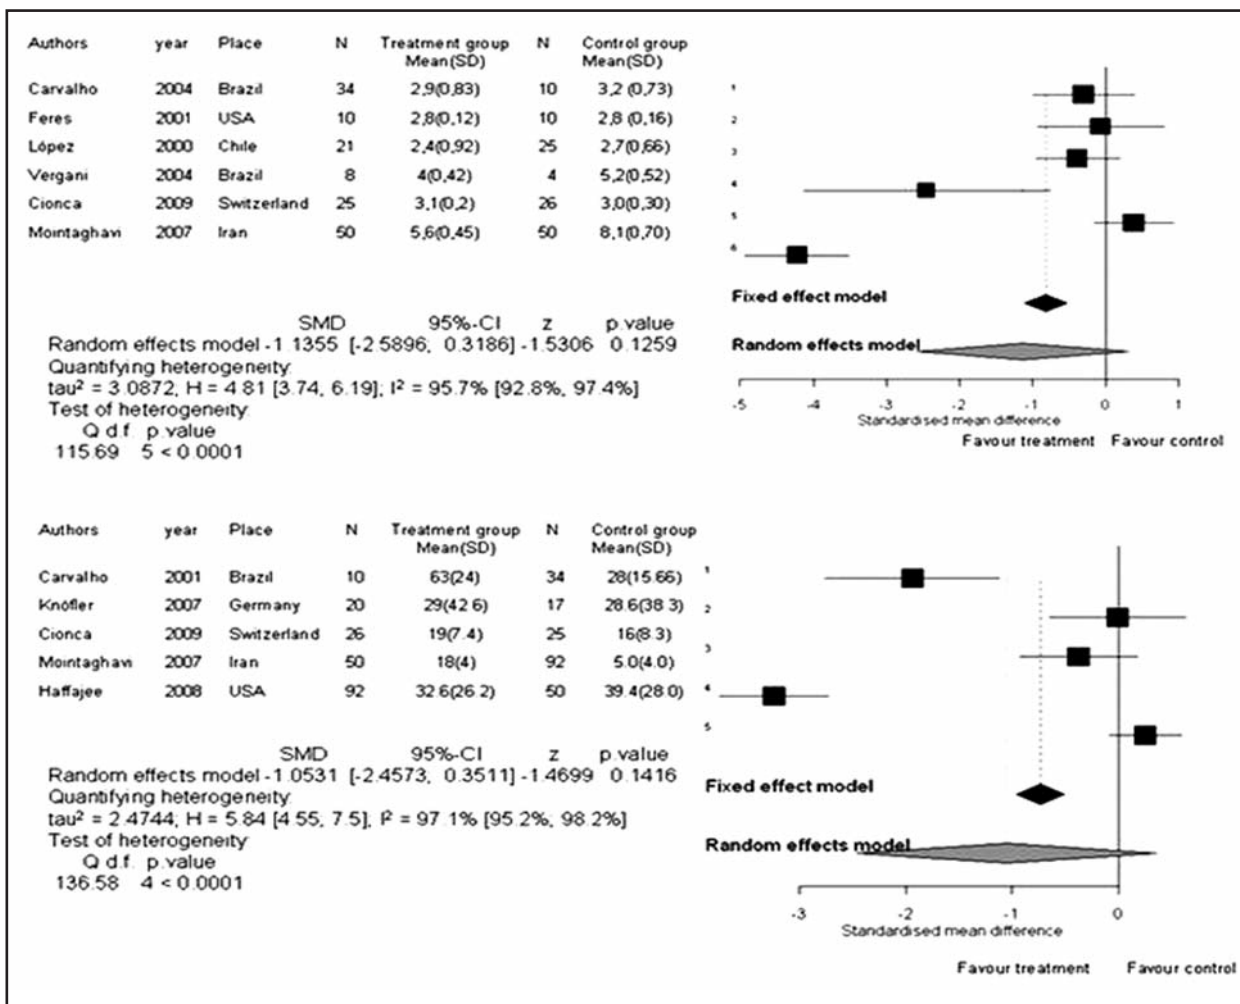 Authors year Place N Treatment group N Control group
Mean(SD) Mean(SD)
Carvalho 2004 Brazil 34 2,9(0,83) 10 3,2 (0,73)
Feres 2001 USA 10 2,8(0,12) 10 2,8 (0,16)
López 2000 Chile 21 2,4(0,92) 25 2,7(0,66)
Vergani 2004 Brazil 8 4(0,42) 4 5,2(0,52)
Cionca 2009 Switzerland 25 3,1(0,2) 26 3,0(0,30)
Mointaghavi 2007 Iran 50 5,6(0,45) 50 8,1(0,70)
SMD 95%-CI z p.value
Random effects model -1.1355 [-2.5896; 0.3186] -1.5306 0.1259
Quantifying heterogeneity:
tau² = 3.0872; H = 4.81 [3.74; 6.19]; I² = 95.7% [92.8%; 97.4%]
Test of heterogeneity:
Q d.f. p.value
115.69 5 < 0.0001
1
2
3
4
5
6
Fixed effect model
Random effects model
-5 -4 -3 -2 -1 0 1
Standardised mean difference
Favour treatment Favour control
Authors year Place N Treatment group N Control group
Mean(SD) Mean(SD)
Carvalho 2001 Brazil 10 63(24) 34 28(15.66)
Knöfler 2007 Germany 20 29(42.6) 17 28.6(38.3)
Cionca 2009 Switzerland 26 19(7.4) 25 16(8.3)
Mointaghavi 2007 Iran 50 18(4) 92 5.0(4.0)
Haffajee 2008 USA 92 32.6(26.2) 50 39.4(28.0)
SMD 95%-CI z p.value
Random effects model -1.0531 [-2.4573; 0.3511] -1.4699 0.1416
Quantifying heterogeneity:
tau² = 2.4744; H = 5.84 [4.55; 7.5]; I² = 97.1% [95.2%; 98.2%]
Test of heterogeneity:
Q d.f. p.value
136.58 4 < 0.0001
1
2
3
4
5
Fixed effect model
Random effects model
-3 -2 -1 0
Standardised mean difference
Favour treatment Favour control